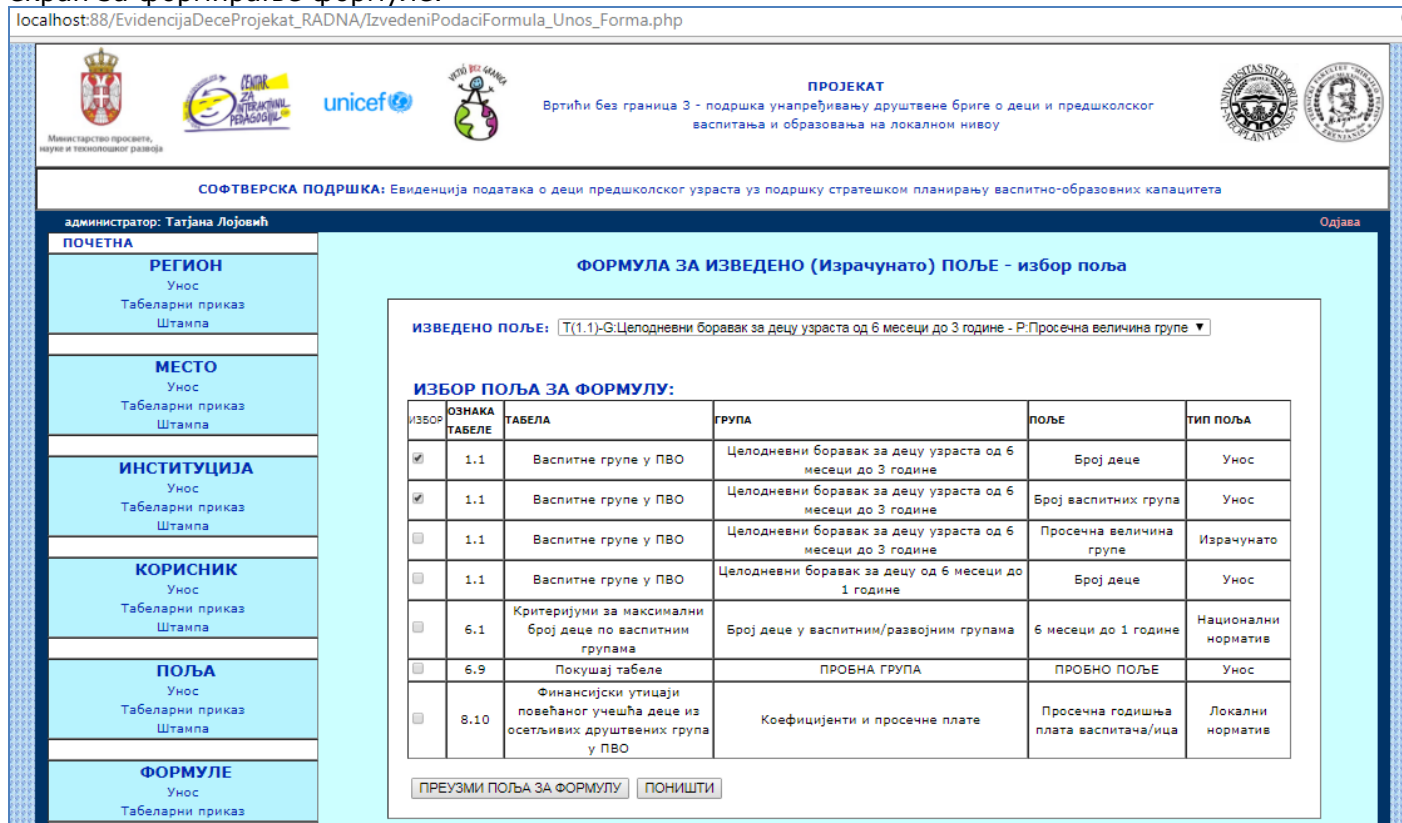 екран за формирање формуле:
localhost:88/EvidencijaDeceProjekat_RADNA/IzvedeniPodaciFormula_Unos_Forma.php
Министарство просвете,
науке и технолошког развоја
CENTAR
ZA
INTERAKTIVNU
PEDAGOGIJU
unicef
VRTIĆI BEZ GRANICA
ПРОЈЕКАТ
Вртићи без граница 3 - подршка унапређивању друштвене бриге о деци и предшколског
васпитања и образовања на локалном нивоу
СОФТВЕРСКА ПОДРШКА: Евиденција података о деци предшколског узраста уз подршку стратешком планирању васпитно-образовних капацитета
администратор: Татјана Лојовић
Одјава
ПОЧЕТНА
РЕГИОН
Унос
Табеларни приказ
Штампа
МЕСТО
Унос
Табеларни приказ
Штампа
ИНСТИТУЦИЈА
Унос
Табеларни приказ
Штампа
КОРИСНИК
Унос
Табеларни приказ
Штампа
ПОЉА
Унос
Табеларни приказ
Штампа
ФОРМУЛЕ
Унос
Табеларни приказ
ФОРМУЛА ЗА ИЗВЕДЕНО (Израчунато) ПОЉЕ - избор поља
ИЗВЕДЕНО ПОЉЕ: T(1.1)-G:Целодневни боравак за децу узраста од 6 месеци до 3 године - P:Просечна величина групе
ИЗБОР ПОЉА ЗА ФОРМУЛУ:
ИЗБОР ОЗНАКА ТАБЕЛЕ ТАБЕЛА ГРУПА ПОЉЕ ТИП ПОЉА
1.1 Васпитне групе у ПВО Целодневни боравак за децу узраста од 6 месеци до 3 године Број деце Унос
1.1 Васпитне групе у ПВО Целодневни боравак за децу узраста од 6 месеци до 3 године Број васпитних група Унос
1.1 Васпитне групе у ПВО Целодневни боравак за децу узраста од 6 месеци до 3 године Просечна величина групе Израчунато
1.1 Васпитне групе у ПВО Целодневни боравак за децу од 6 месеци до 1 године Број деце Унос
6.1 Критеријуми за максимални број деце по васпитним групама Број деце у васпитним/развојним групама 6 месеци до 1 године Национални норматив
6.9 Покушај табеле ПРОБНА ГРУПА ПРОБНО ПОЉЕ Унос
8.10 Финансијски утицаји повећаног учешћа деце из осетљивих друштвених група у ПВО Коефицијенти и просечне плате Просечна годишња плата васпитача/ица Локални норматив
ПРЕУЗМИ ПОЉА ЗА ФОРМУЛУ ПОНИШТИ